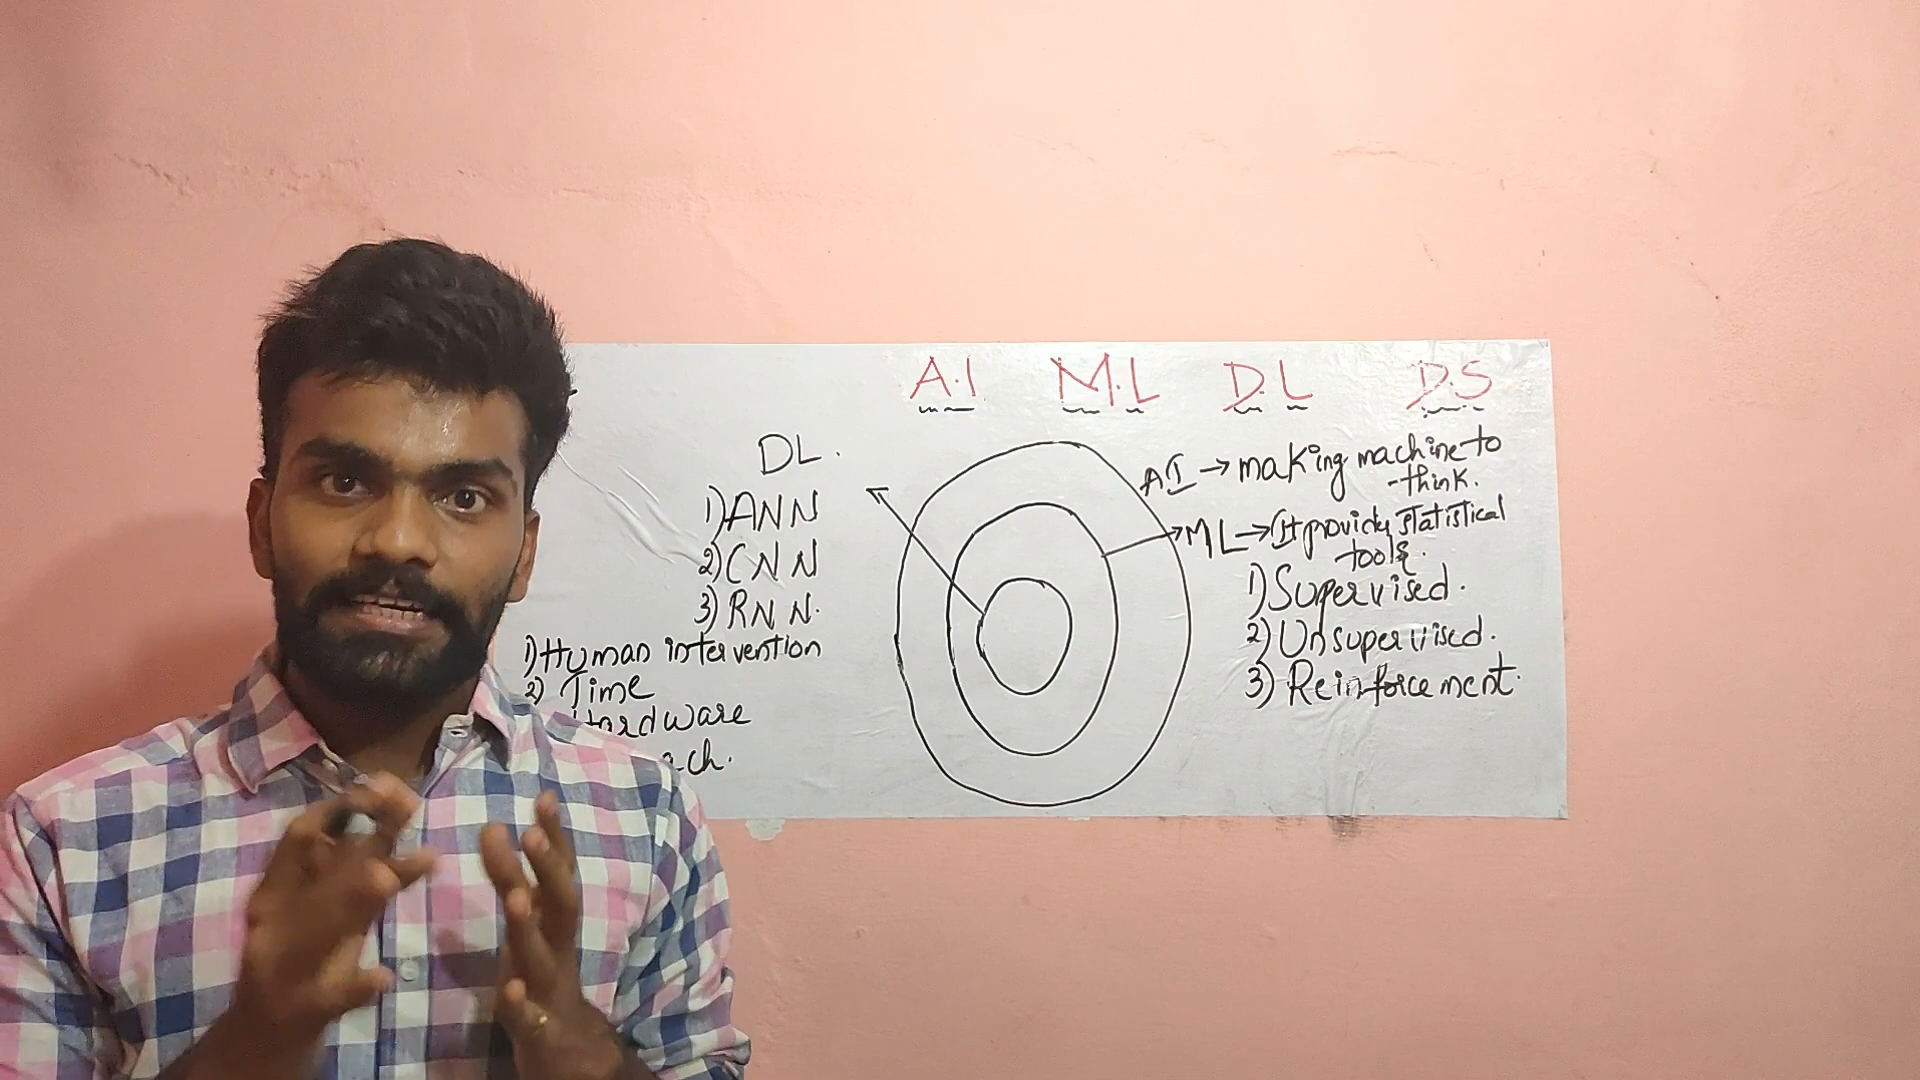 A.I M.L D.L D.S
DL.
1) ANN
2) CNN
3) RNN.
1) Human intervention
2) Time
Hardware
ach.
AI → making machine to
think.
ML → It provides statistical
tools.
1) Supervised.
2) Unsupervised.
3) Reinforcement.